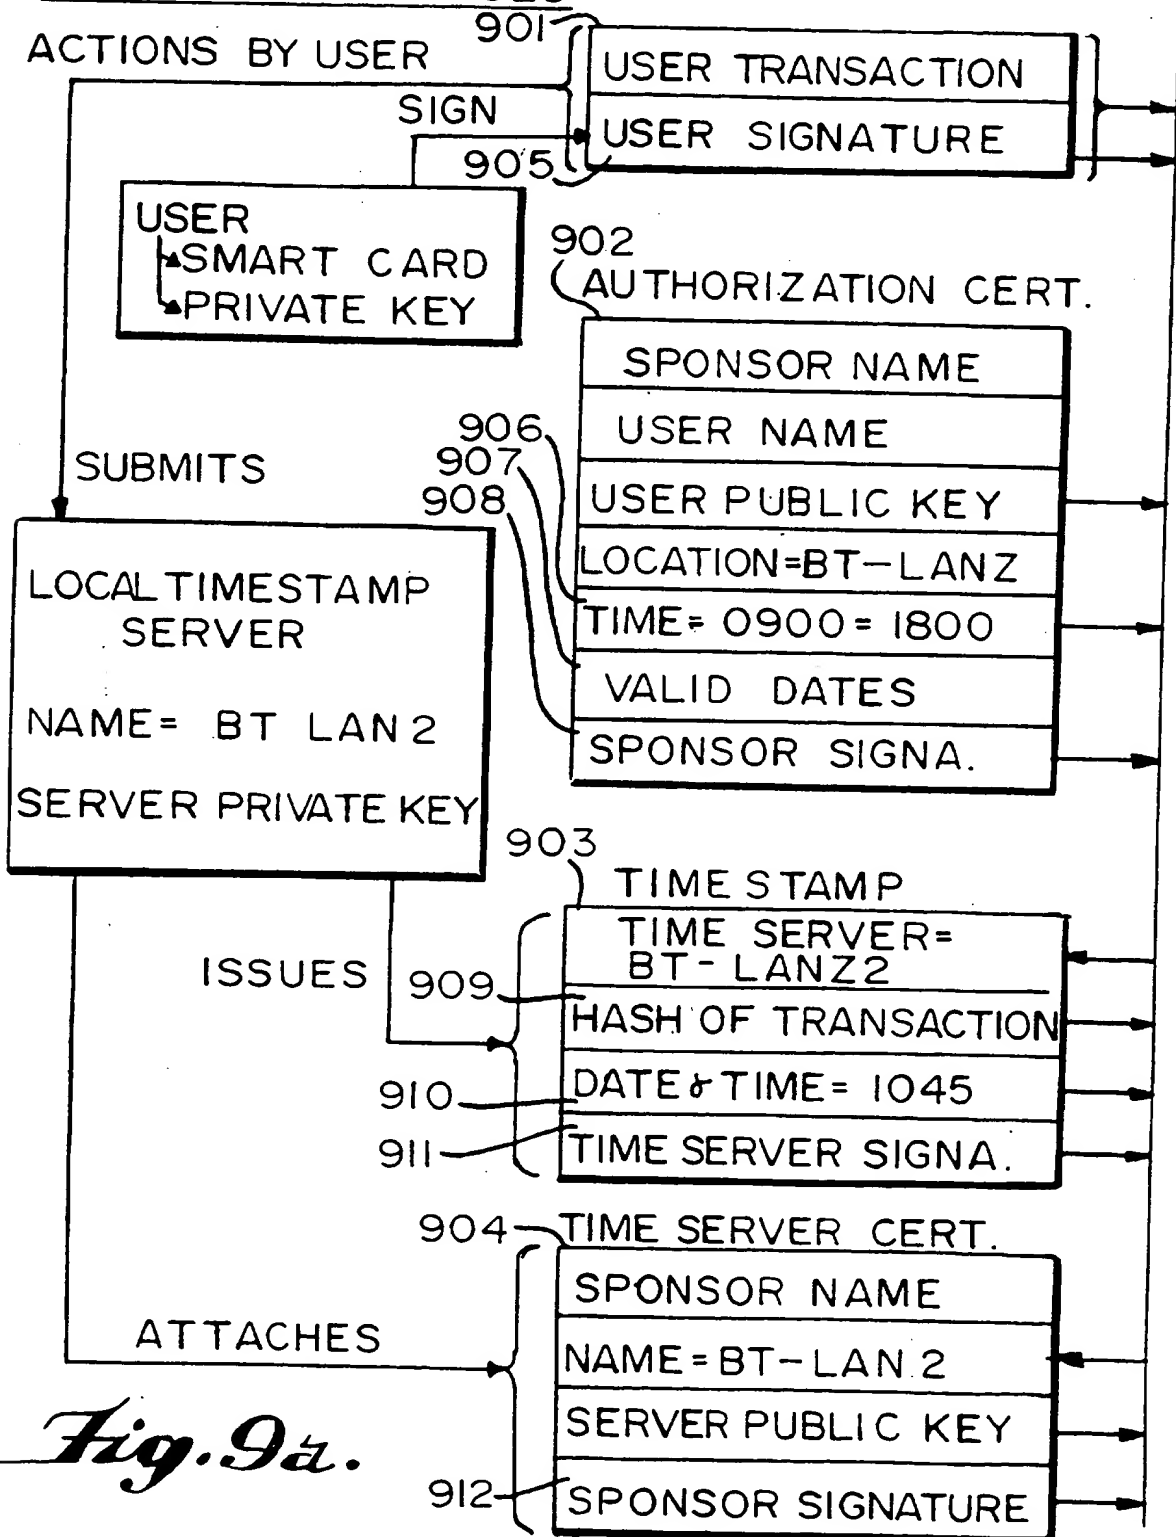 901
ACTIONS BY USER
USER TRANSACTION
SIGN
USER SIGNATURE
905
USER
SMART CARD
PRIVATE KEY
902
AUTHORIZATION CERT.
SPONSOR NAME
906
USER NAME
907
SUBMITS
908
USER PUBLIC KEY
LOCATION=BT-LANZ
TIME= 0900= 1800
VALID DATES
SPONSOR SIGNA.
LOCAL TIMESTAMP
SERVER
NAME= BT LAN 2
SERVER PRIVATE KEY
903
TIME STAMP
TIME SERVER=
BT- LANZ2
ISSUES
909
HASH OF TRANSACTION
910
DATE & TIME= 1045
911
TIME SERVER SIGNA.
904
TIME SERVER CERT.
SPONSOR NAME
ATTACHES
NAME=BT-LAN.2
SERVER PUBLIC KEY
912
SPONSOR SIGNATURE
Fig. 9a.